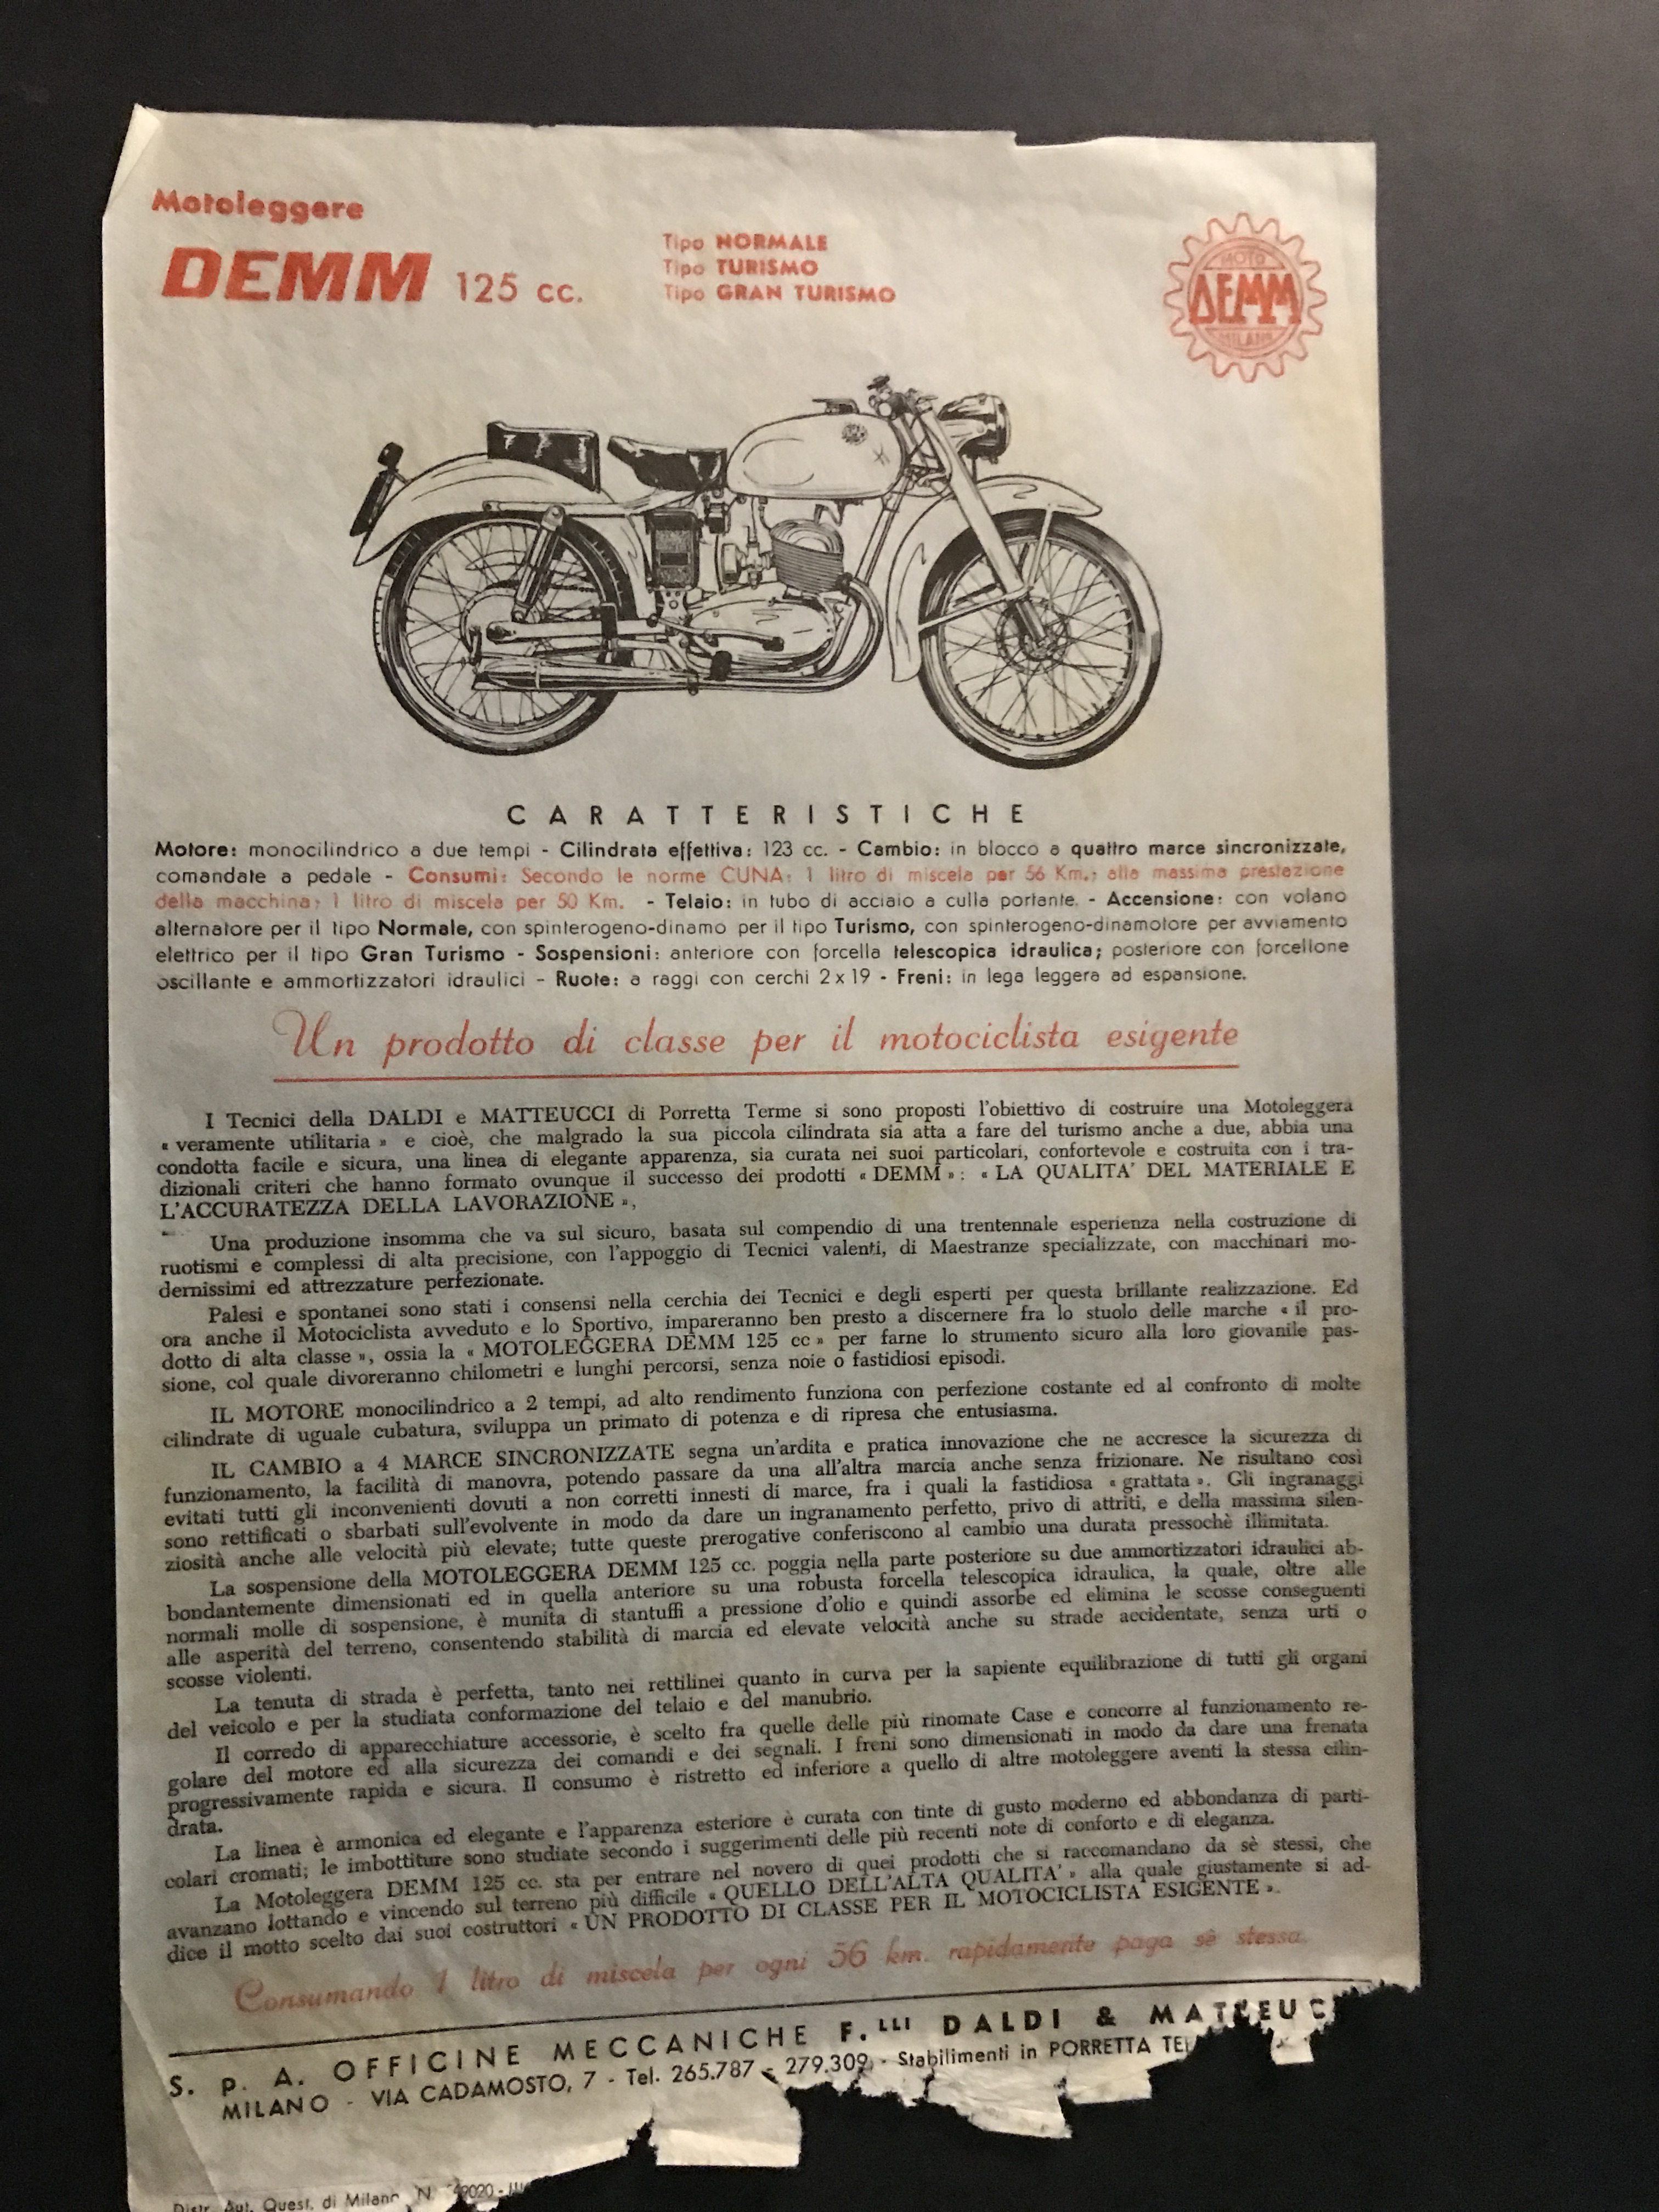 Motoleggere
DEMM 125 cc.
Tipo NORMALE
Tipo TURISMO
Tipo GRAN TURISMO
MOTO
DEMM
MILANO
CARATTERISTICHE
Motore: monocilindrico a due tempi - Cilindrata effettiva: 123 cc. - Cambio: in blocco a quattro marce sincronizzate,
comandate a pedale - Consumi: Secondo le norme CUNA: 1 litro di miscela per 56 Km.; alla massima prestazione
della macchina: 1 litro di miscela per 50 Km. - Telaio: in tubo di acciaio a culla portante. - Accensione: con volano
alternatore per il tipo Normale, con spinterogeno-dinamo per il tipo Turismo, con spinterogeno-dinamotore per avviamento
elettrico per il tipo Gran Turismo - Sospensioni: anteriore con forcella telescopica idraulica; posteriore con forcellone
oscillante e ammortizzatori idraulici - Ruote: a raggi con cerchi 2 x 19 - Freni: in lega leggera ad espansione.
Un prodotto di classe per il motociclista esigente
I Tecnici della DALDI e MATTEUCCI di Porretta Terme si sono proposti l'obiettivo di costruire una Motoleggera
« veramente utilitaria » e cioè, che malgrado la sua piccola cilindrata sia atta a fare del turismo anche a due, abbia una
condotta facile e sicura, una linea di elegante apparenza, sia curata nei suoi particolari, confortevole e costruita con i tra-
dizionali criteri che hanno formato ovunque il successo dei prodotti « DEMM »: « LA QUALITA' DEL MATERIALE E
L'ACCURATEZZA DELLA LAVORAZIONE »,
Una produzione insomma che va sul sicuro, basata sul compendio di una trentennale esperienza nella costruzione di
ruotismi e complessi di alta precisione, con l'appoggio di Tecnici valenti, di Maestranze specializzate, con macchinari mo-
dernissimi ed attrezzature perfezionate.
Palesi e spontanei sono stati i consensi nella cerchia dei Tecnici e degli esperti per questa brillante realizzazione. Ed
ora anche il Motociclista avveduto e lo Sportivo, impareranno ben presto a discernere fra lo stuolo delle marche « il pro-
dotto di alta classe », ossia la « MOTOLEGGERA DEMM 125 cc » per farne lo strumento sicuro alla loro giovanile pas-
sione, col quale divoreranno chilometri e lunghi percorsi, senza noie o fastidiosi episodi.
IL MOTORE monocilindrico a 2 tempi, ad alto rendimento funziona con perfezione costante ed al confronto di molte
cilindrate di uguale cubatura, sviluppa un primato di potenza e di ripresa che entusiasma.
IL CAMBIO a 4 MARCE SINCRONIZZATE segna un'ardita e pratica innovazione che ne accresce la sicurezza di
funzionamento, la facilità di manovra, potendo passare da una all'altra marcia anche senza frizionare. Ne risultano così
evitati tutti gli inconvenienti dovuti a non corretti innesti di marce, fra i quali la fastidiosa « grattata ». Gli ingranaggi
sono rettificati o sbarbati sull'evolvente in modo da dare un ingranamento perfetto, privo di attriti, e della massima silen-
ziosità anche alle velocità più elevate; tutte queste prerogative conferiscono al cambio una durata pressochè illimitata.
La sospensione della MOTOLEGGERA DEMM 125 cc. poggia nella parte posteriore su due ammortizzatori idraulici ab-
bondantemente dimensionati ed in quella anteriore su una robusta forcella telescopica idraulica, la quale, oltre alle
normali molle di sospensione, è munita di stantuffi a pressione d'olio e quindi assorbe ed elimina le scosse conseguenti
alle asperità del terreno, consentendo stabilità di marcia ed elevate velocità anche su strade accidentate, senza urti o
scosse violenti.
La tenuta di strada è perfetta, tanto nei rettilinei quanto in curva per la sapiente equilibrazione di tutti gli organi
del veicolo e per la studiata conformazione del telaio e del manubrio.
Il corredo di apparecchiature accessorie, è scelto fra quelle delle più rinomate Case e concorre al funzionamento re-
golare del motore ed alla sicurezza dei comandi e dei segnali. I freni sono dimensionati in modo da dare una frenata
progressivamente rapida e sicura. Il consumo è ristretto ed inferiore a quello di altre motoleggere aventi la stessa cilin-
drata.
La linea è armonica ed elegante e l'apparenza esteriore è curata con tinte di gusto moderno ed abbondanza di parti-
colari cromati; le imbottiture sono studiate secondo i suggerimenti delle più recenti note di conforto e di eleganza.
La Motoleggera DEMM 125 cc. sta per entrare nel novero di quei prodotti che si raccomandano da sè stessi, che
avanzano lottando e vincendo sul terreno più difficile « QUELLO DELL'ALTA QUALITA' » alla quale giustamente si ad-
dice il motto scelto dai suoi costruttori « UN PRODOTTO DI CLASSE PER IL MOTOCICLISTA ESIGENTE ».
Consumando 1 litro di miscela per ogni 56 km. rapidamente paga sè stessa.
S. p. A. OFFICINE MECCANICHE F.LLI DALDI & MATTEUC
MILANO - VIA CADAMOSTO, 7 - Tel. 265.787 - 279.309 - Stabilimenti in PORRETTA TE
Distr. Aut. Quest. di Milano N. 49020